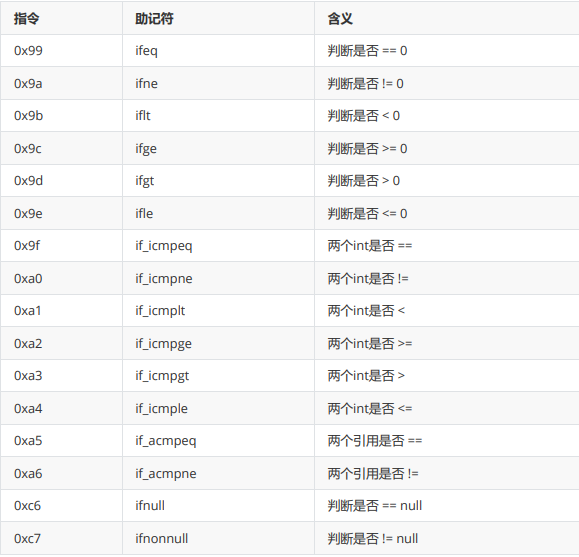 指令 助记符 含义
0x99 ifeq 判断是否 == 0
0x9a ifne 判断是否 != 0
0x9b iflt 判断是否 < 0
0x9c ifge 判断是否 >= 0
0x9d ifgt 判断是否 > 0
0x9e ifle 判断是否 <= 0
0x9f if_icmpeq 两个int是否 ==
0xa0 if_icmpne 两个int是否 !=
0xa1 if_icmplt 两个int是否 <
0xa2 if_icmpge 两个int是否 >=
0xa3 if_icmpgt 两个int是否 >
0xa4 if_icmple 两个int是否 <=
0xa5 if_acmpeq 两个引用是否 ==
0xa6 if_acmpne 两个引用是否 !=
0xc6 ifnull 判断是否 == null
0xc7 ifnonnull 判断是否 != null